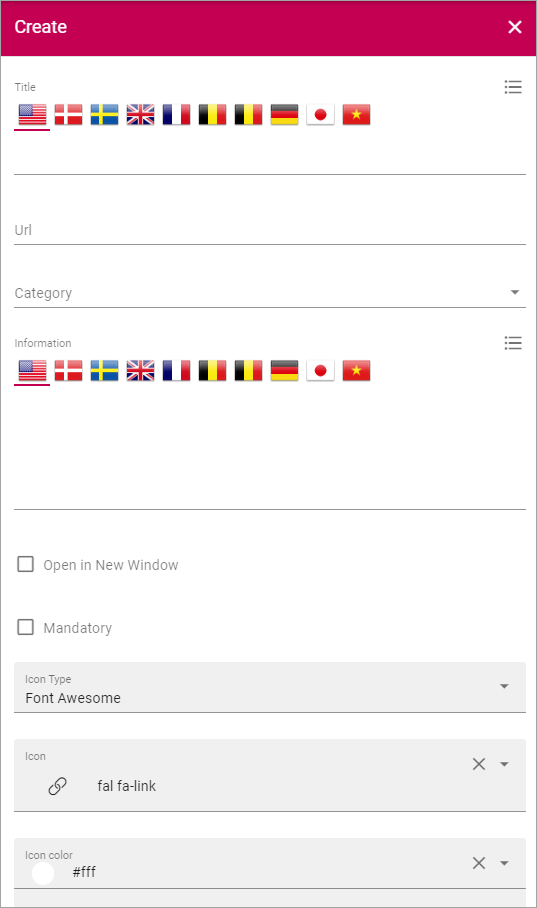 Create
Title
Url
Category
Information
Open in New Window
Mandatory
Icon Type
Font Awesome
Icon
fal fa-link
Icon color
#fff